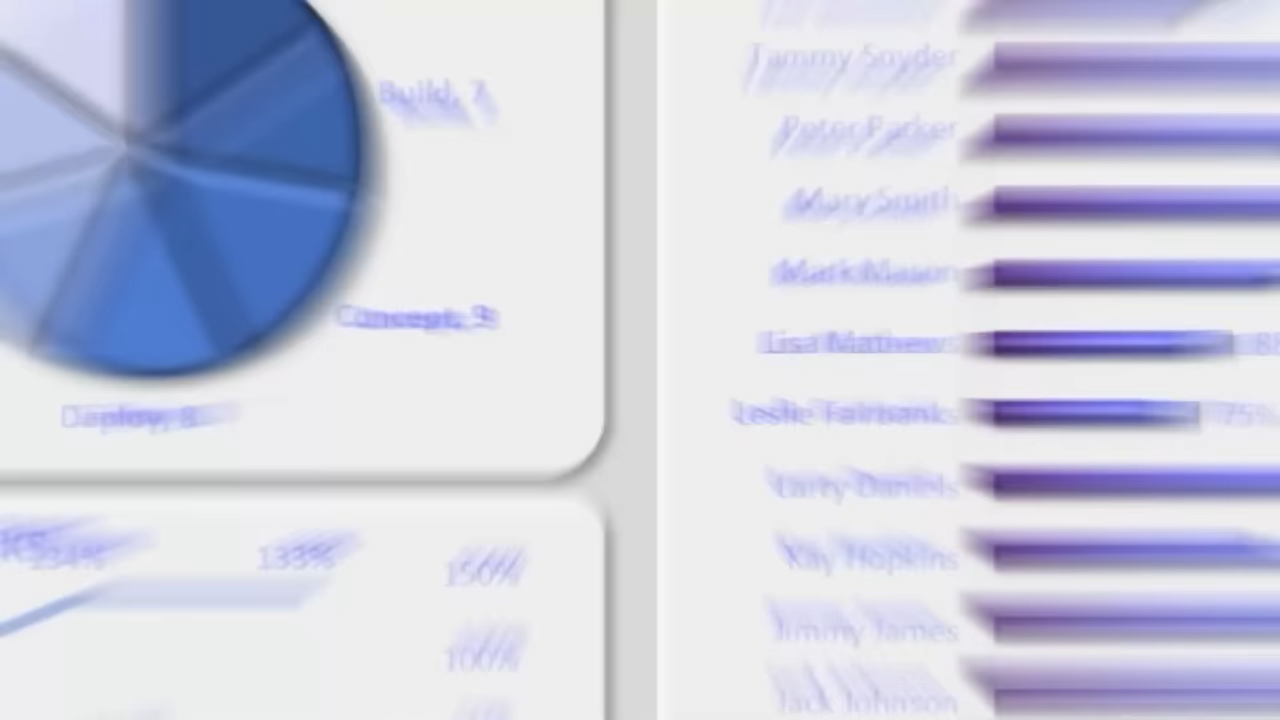 Build, 7
Concept, 9
Deploy, 8
133%
150%
100%
Tammy Snyder
Peter Parker
Mary Smith
Mark Mason
Lisa Mathews
Leslie Fairbanks
75%
Larry Daniels
Kay Hopkins
Jimmy James
Jack Johnson